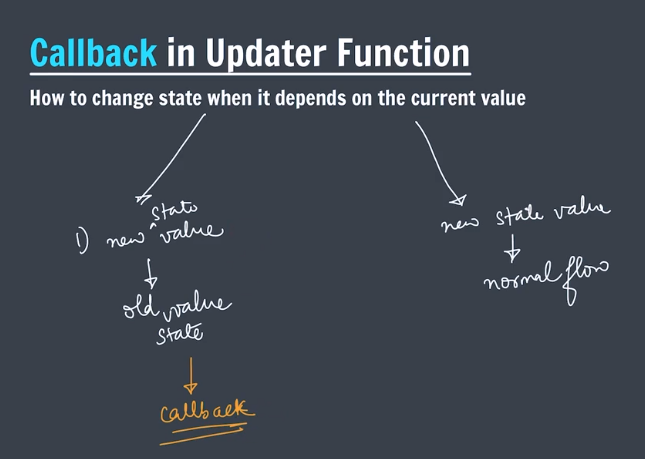 Callback in Updater Function
How to change state when it depends on the current value
state
1) new ^ value
old value
state
callback
new state value
normal flow